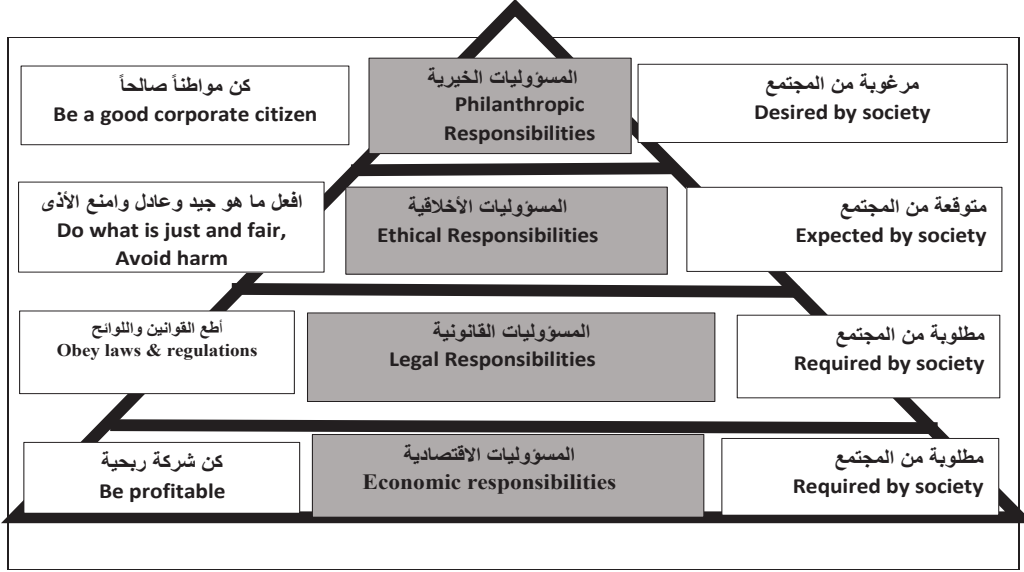 كن مواطناً صالحاً
Be a good corporate citizen
المسؤوليات الخيرية
Philanthropic
Responsibilities
مرغوبة من المجتمع
Desired by society
افعل ما هو جيد وعادل وامنع الأذى
Do what is just and fair,
Avoid harm
المسؤوليات الأخلاقية
Ethical Responsibilities
متوقعة من المجتمع
Expected by society
أطع القوانين واللوائح
Obey laws & regulations
المسؤوليات القانونية
Legal Responsibilities
مطلوبة من المجتمع
Required by society
كن شركة ربحية
Be profitable
المسؤوليات الاقتصادية
Economic responsibilities
مطلوبة من المجتمع
Required by society